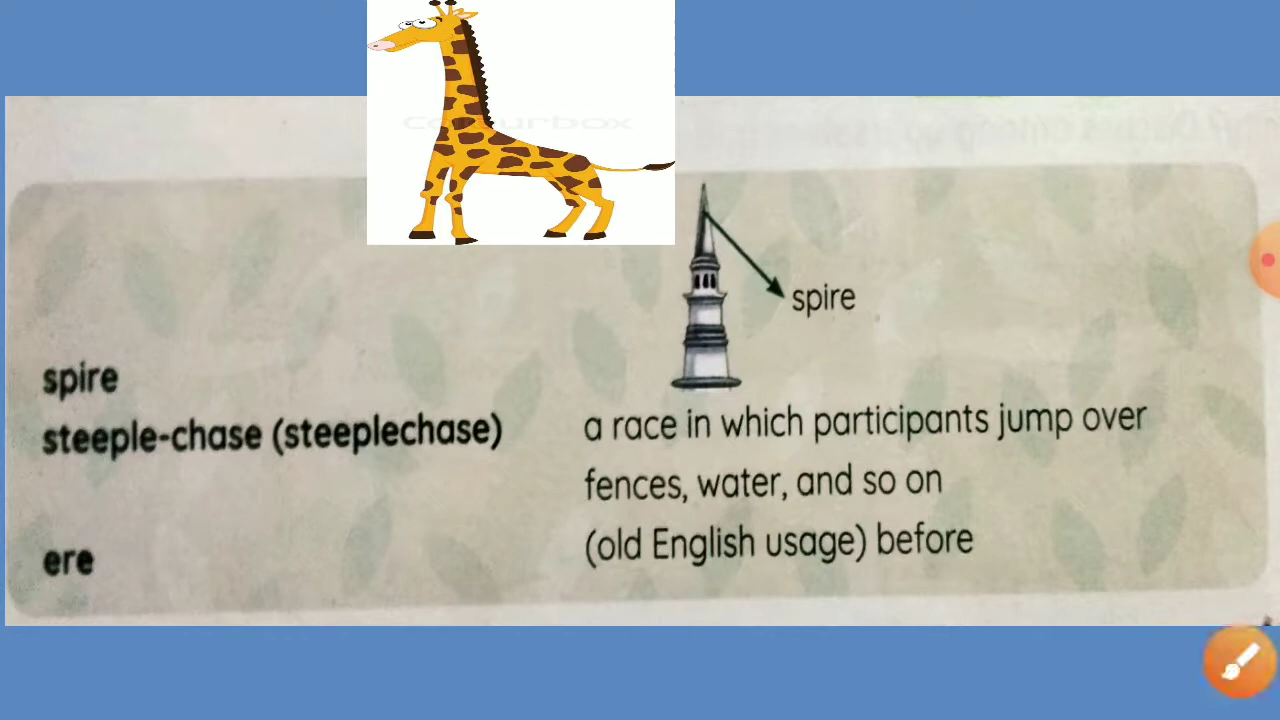 spire
spire
steeple-chase (steeplechase) a race in which participants jump over
fences, water, and so on
ere (old English usage) before